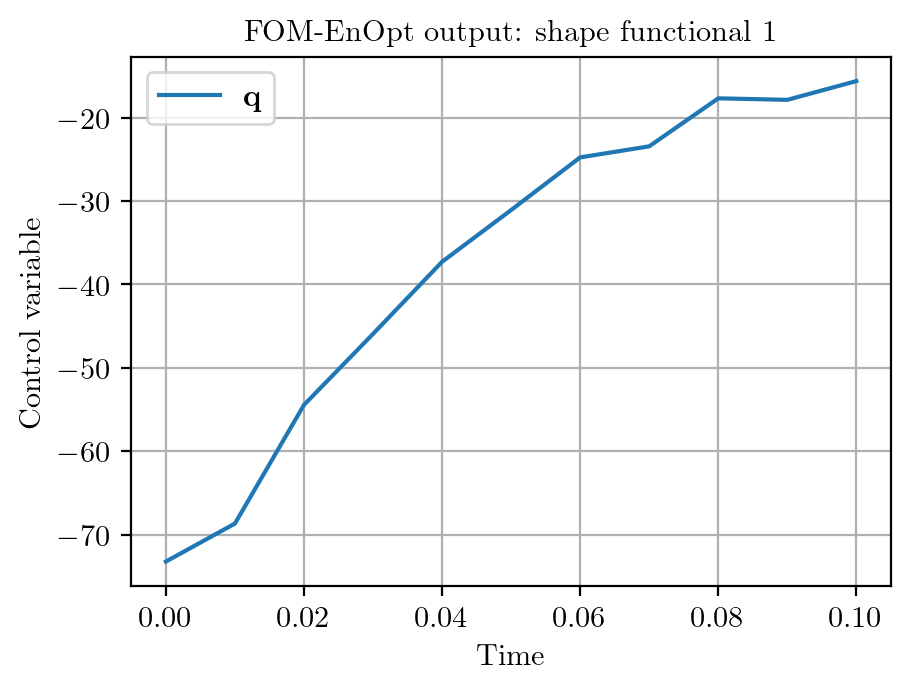 FOM-EnOpt output: shape functional 1
q
−20
−30
−40
−50
−60
−70
Control variable
0.00 0.02 0.04 0.06 0.08 0.10
Time